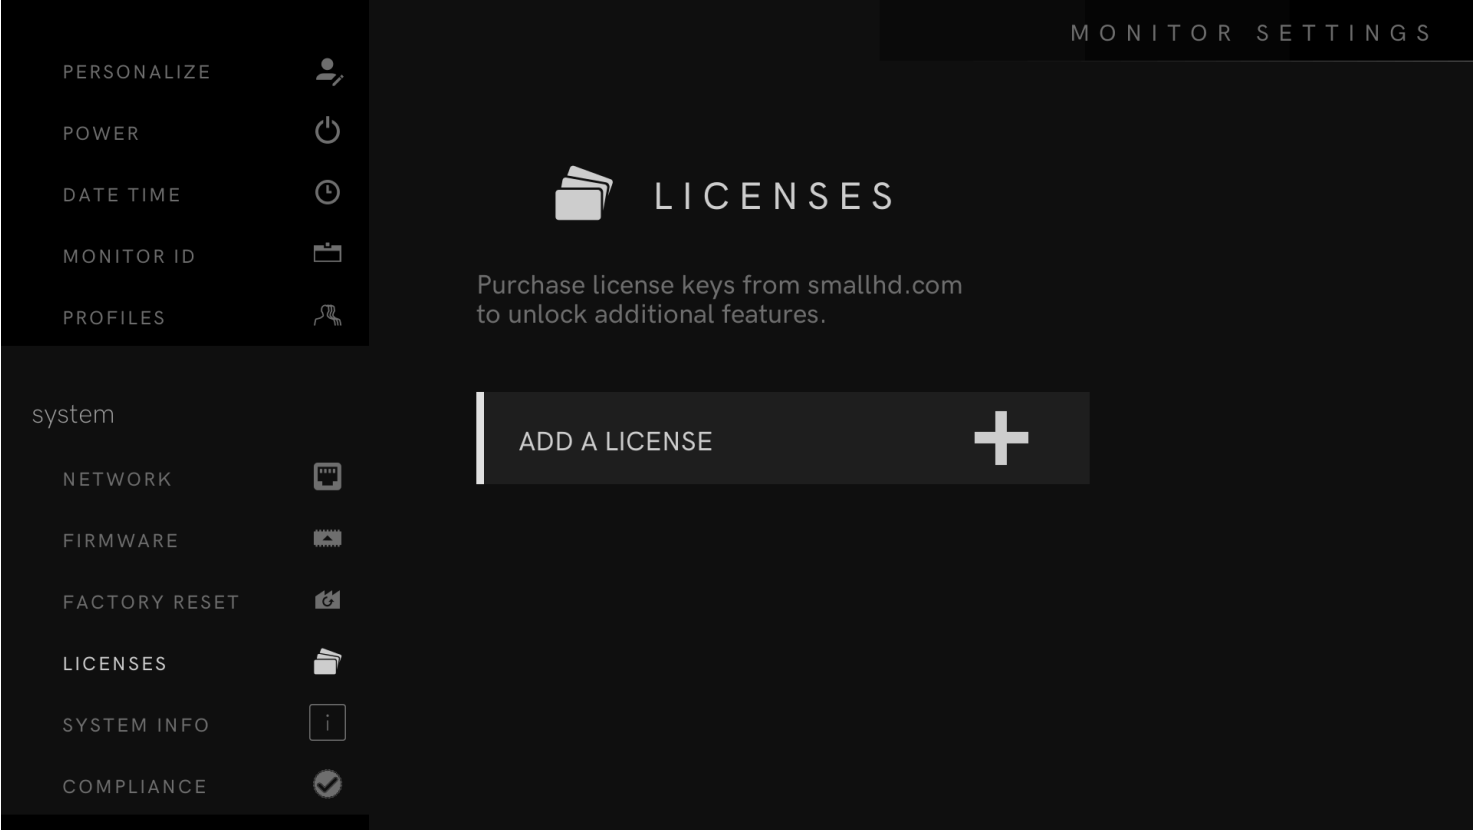 MONITOR SETTINGS
PERSONALIZE
POWER
DATE TIME
MONITOR ID
PROFILES
system
NETWORK
FIRMWARE
FACTORY RESET
LICENSES
SYSTEM INFO
COMPLIANCE
LICENSES
Purchase license keys from smallhd.com
to unlock additional features.
ADD A LICENSE